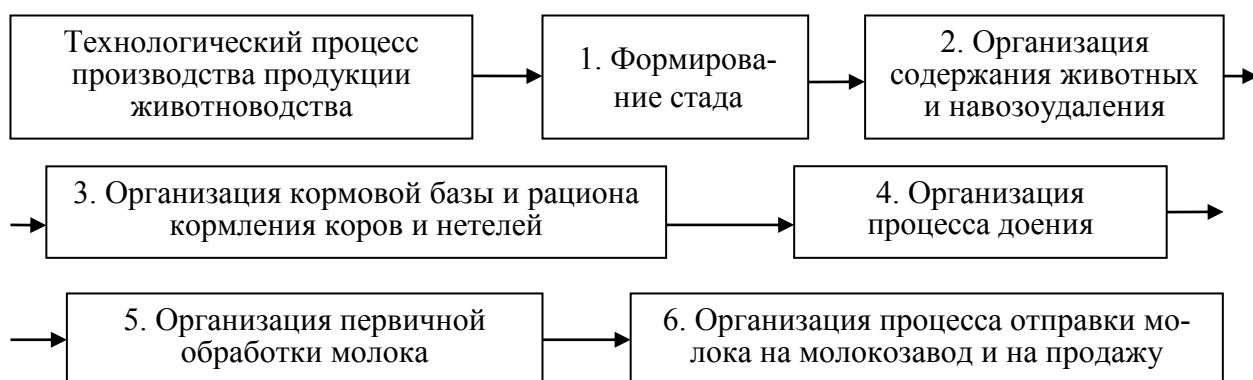 Технологический процесс
производства продукции
животноводства
1. Формирова-
ние стада
2. Организация
содержания животных
и навозоудаления
3. Организация кормовой базы и рациона
кормления коров и нетелей
4. Организация
процесса доения
5. Организация первичной
обработки молока
6. Организация процесса отправки мо-
лока на молокозавод и на продажу